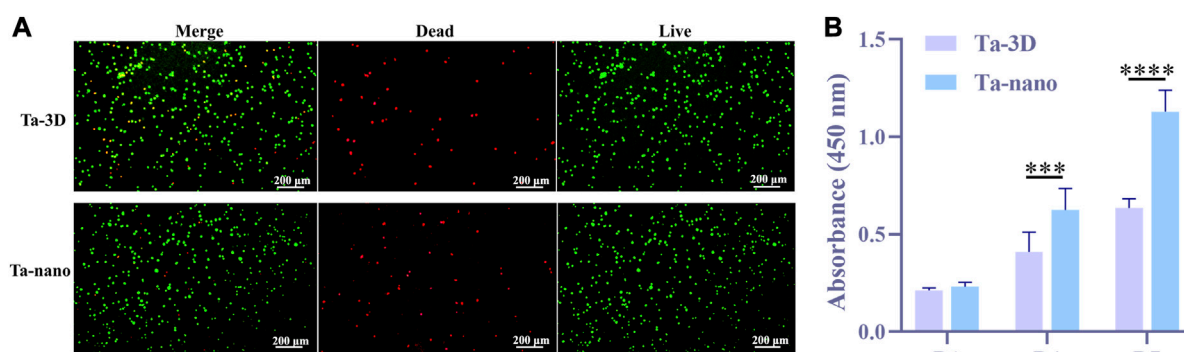 A
Merge Dead Live
Ta-3D
200 µm 200 µm 200 µm
Ta-nano
200 µm 200 µm 200 µm
B
Absorbance (450 nm)
1.5
1.0
0.5
0.0
Ta-3D
Ta-nano
***
****